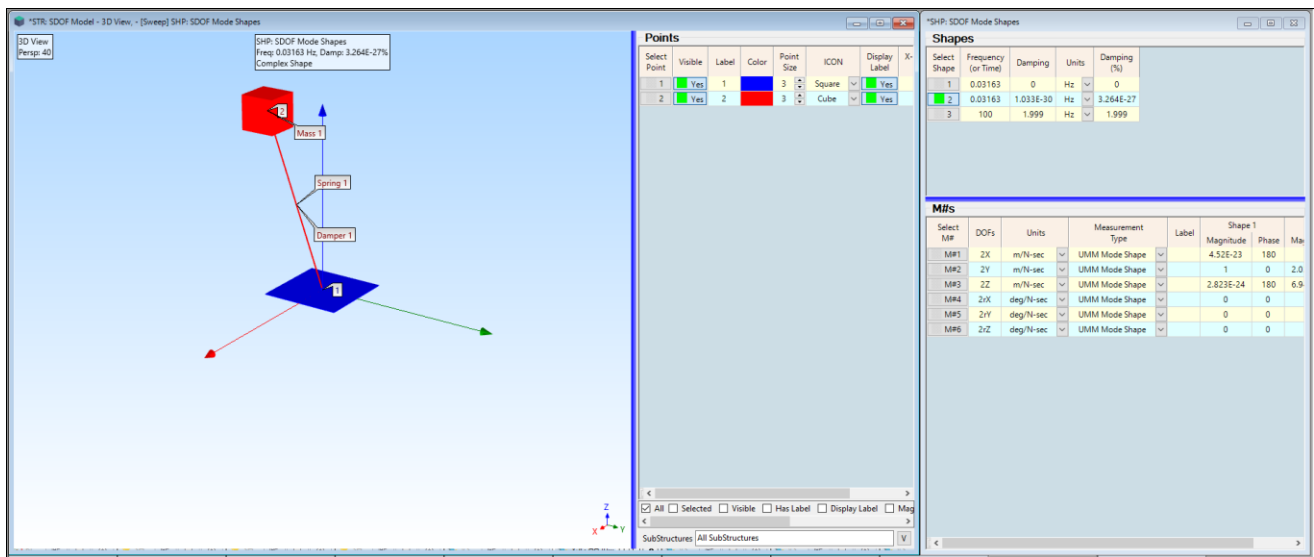 *STR: SDOF Model - 3D View, - [Sweep] SHP: SDOF Mode Shapes
3D View
Persp: 40
SHP: SDOF Mode Shapes
Freq: 0.03163 Hz, Damp: 3.264E-27%
Complex Shape
2
Mass 1
Spring 1
Damper 1
1
Z
X
Y
Points
Select Point Visible Label Color Point Size ICON Display Label X-
1 Yes 1 3 Square Yes
2 Yes 2 3 Cube Yes
All Selected Visible Has Label Display Label Mag
SubStructures All SubStructures V
*SHP: SDOF Mode Shapes
Shapes
Select Shape Frequency (or Time) Damping Units Damping (%)
1 0.03163 0 Hz 0
2 0.03163 1.033E-30 Hz 3.264E-27
3 100 1.999 Hz 1.999
M#s
Select M# DOFs Units Measurement Type Label Shape 1
Magnitude Phase Ma
M#1 2X m/N-sec UMM Mode Shape 4.52E-23 180
M#2 2Y m/N-sec UMM Mode Shape 1 0 2.0
M#3 2Z m/N-sec UMM Mode Shape 2.823E-24 180 6.9
M#4 2rX deg/N-sec UMM Mode Shape 0 0
M#5 2rY deg/N-sec UMM Mode Shape 0 0
M#6 2rZ deg/N-sec UMM Mode Shape 0 0